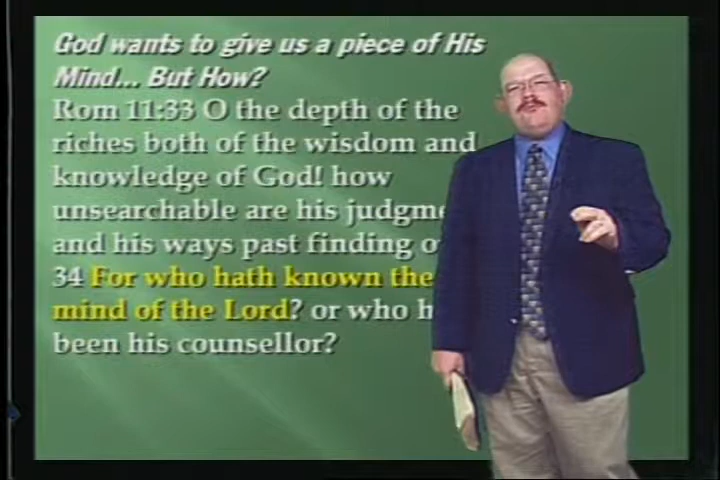 God wants to give us a piece of His
Mind... But How?
Rom 11:33 O the depth of the
riches both of the wisdom and
knowledge of God! how
unsearchable are his
and his ways past finding
34 For who hath known the
mind of the Lord? or who
been his counsellor?